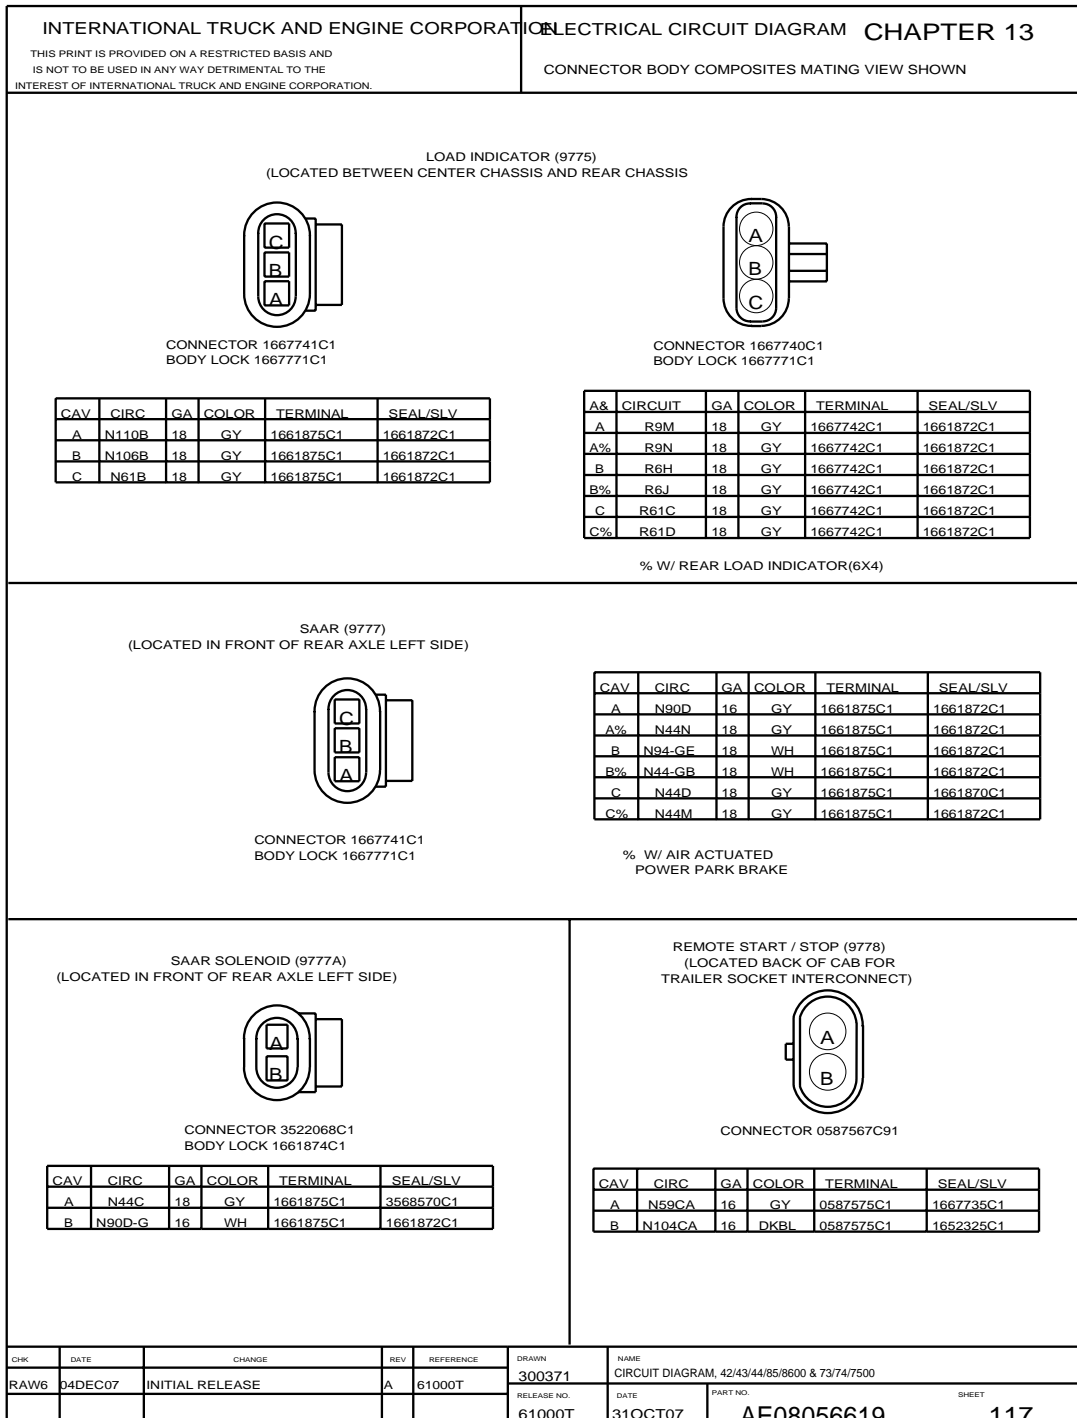 INTERNATIONAL TRUCK AND ENGINE CORPORATION
THIS PRINT IS PROVIDED ON A RESTRICTED BASIS AND
IS NOT TO BE USED IN ANY WAY DETRIMENTAL TO THE
INTEREST OF INTERNATIONAL TRUCK AND ENGINE CORPORATION.
ELECTRICAL CIRCUIT DIAGRAM CHAPTER 13
CONNECTOR BODY COMPOSITES MATING VIEW SHOWN
LOAD INDICATOR (9775)
(LOCATED BETWEEN CENTER CHASSIS AND REAR CHASSIS
C
B
A
CONNECTOR 1667741C1
BODY LOCK 1667771C1
CAV CIRC GA COLOR TERMINAL SEAL/SLV
A N110B 18 GY 1661875C1 1661872C1
B N106B 18 GY 1661875C1 1661872C1
C N61B 18 GY 1661875C1 1661872C1
A
B
C
CONNECTOR 1667740C1
BODY LOCK 1667771C1
A& CIRCUIT GA COLOR TERMINAL SEAL/SLV
A R9M 18 GY 1667742C1 1661872C1
A% R9N 18 GY 1667742C1 1661872C1
B R6H 18 GY 1667742C1 1661872C1
B% R6J 18 GY 1667742C1 1661872C1
C R61C 18 GY 1667742C1 1661872C1
C% R61D 18 GY 1667742C1 1661872C1
% W/ REAR LOAD INDICATOR(6X4)
SAAR (9777)
(LOCATED IN FRONT OF REAR AXLE LEFT SIDE)
C
B
A
CONNECTOR 1667741C1
BODY LOCK 1667771C1
CAV CIRC GA COLOR TERMINAL SEAL/SLV
A N90D 16 GY 1661875C1 1661872C1
A% N44N 18 GY 1661875C1 1661872C1
B N94-GE 18 WH 1661875C1 1661872C1
B% N44-GB 18 WH 1661875C1 1661872C1
C N44D 18 GY 1661875C1 1661870C1
C% N44M 18 GY 1661875C1 1661872C1
% W/ AIR ACTUATED
POWER PARK BRAKE
SAAR SOLENOID (9777A)
(LOCATED IN FRONT OF REAR AXLE LEFT SIDE)
A
B
CONNECTOR 3522068C1
BODY LOCK 1661874C1
CAV CIRC GA COLOR TERMINAL SEAL/SLV
A N44C 18 GY 1661875C1 3568570C1
B N90D-G 16 WH 1661875C1 1661872C1
REMOTE START / STOP (9778)
(LOCATED BACK OF CAB FOR
TRAILER SOCKET INTERCONNECT)
A
B
CONNECTOR 0587567C91
CAV CIRC GA COLOR TERMINAL SEAL/SLV
A N59CA 16 GY 0587575C1 1667735C1
B N104CA 16 DKBL 0587575C1 1652325C1
CHK DATE CHANGE REV REFERENCE
RAW6 04DEC07 INITIAL RELEASE A 61000T
DRAWN NAME
300371 CIRCUIT DIAGRAM, 42/43/44/85/8600 & 73/74/7500
RELEASE NO. DATE PART NO. SHEET
61000T 31OCT07 AE08056619 117